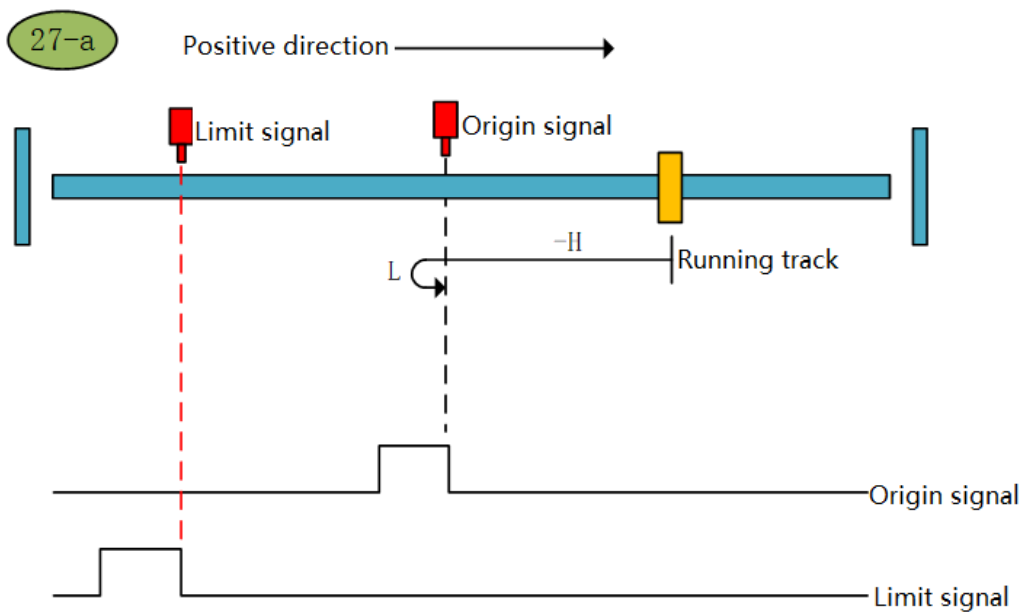 27-a
Positive direction
Limit signal
Origin signal
-H
L
Running track
Origin signal
Limit signal